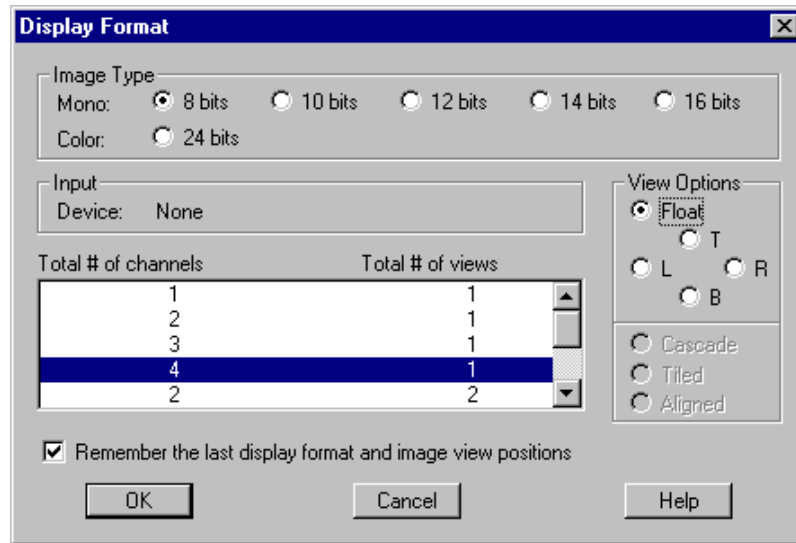 Display Format
Image Type
Mono: 8 bits 10 bits 12 bits 14 bits 16 bits
Color: 24 bits
Input
Device: None
View Options
Float
T
L R
B
Total # of channels Total # of views
1 1
2 1
3 1
4 1
2 2
Cascade
Tiled
Aligned
Remember the last display format and image view positions
OK Cancel Help